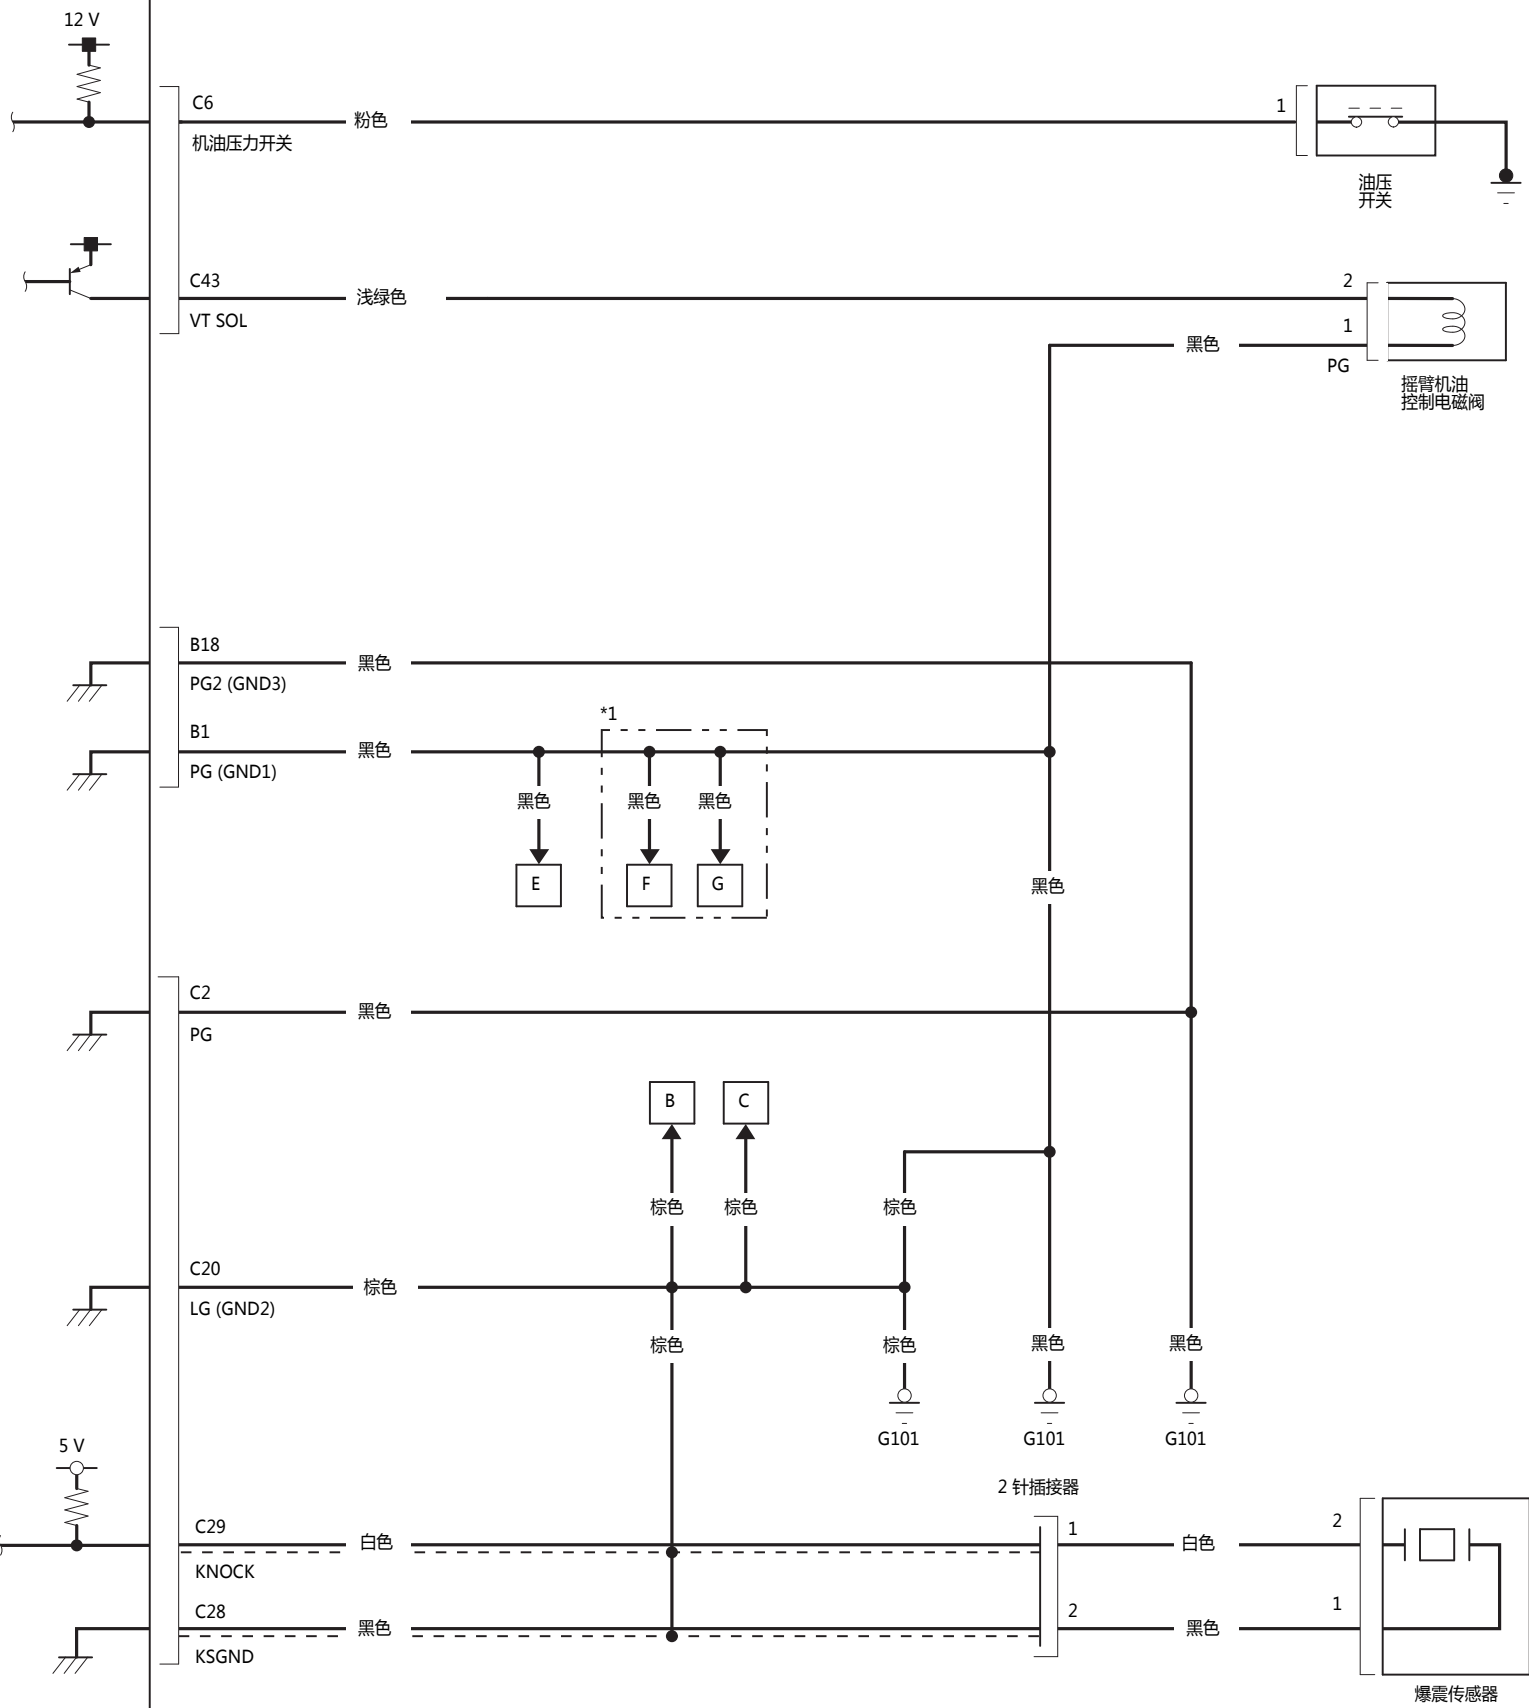 12 V
C6
粉色
1
机油压力开关
油压
开关
C43
浅绿色
2
VT SOL
1
黑色
PG
摇臂机油
控制电磁阀
B18
黑色
PG2 (GND3)
*1
B1
黑色
PG (GND1)
黑色
黑色
黑色
E
F
G
黑色
C2
黑色
PG
B
C
棕色
棕色
棕色
C20
棕色
LG (GND2)
棕色
棕色
黑色
黑色
G101
G101
G101
5 V
2 针插接器
C29
白色
1
白色
2
KNOCK
C28
黑色
2
黑色
1
KSGND
爆震传感器